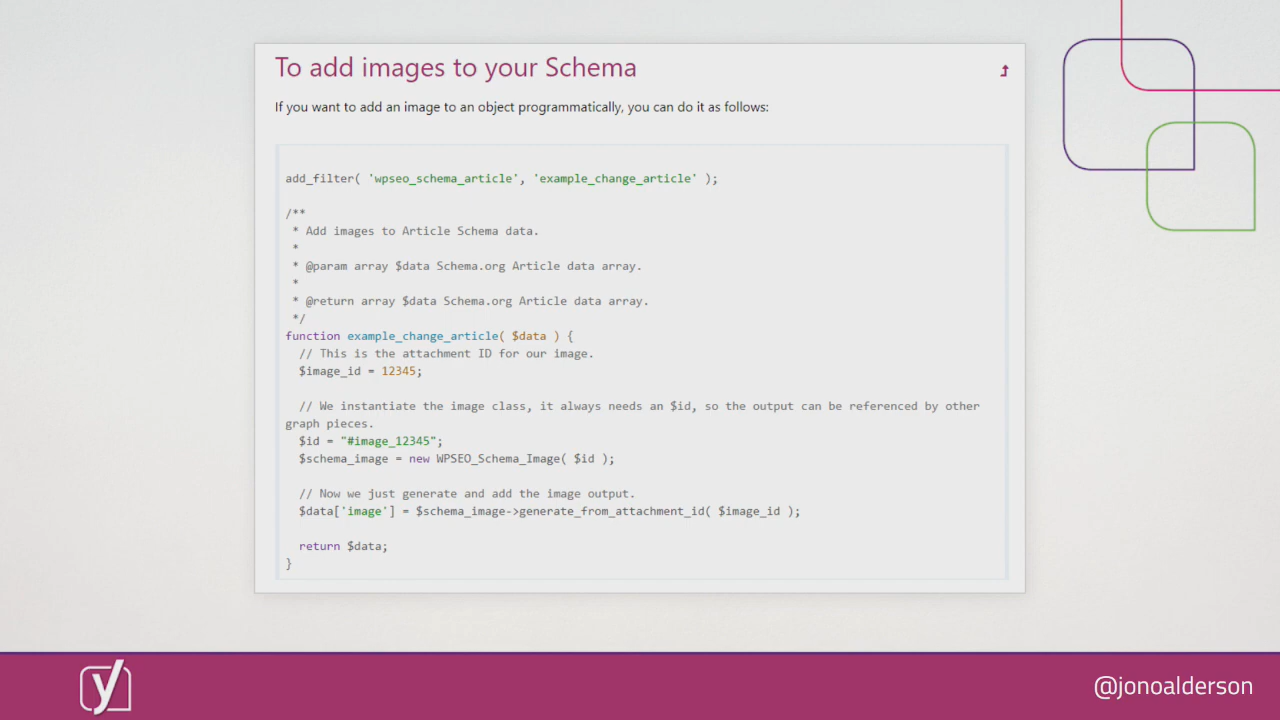 To add images to your Schema
If you want to add an image to an object programmatically, you can do it as follows:
add_filter( 'wpseo_schema_article', 'example_change_article' );
/**
* Add images to Article Schema data.
*
* @param array $data Schema.org Article data array.
*
* @return array $data Schema.org Article data array.
*/
function example_change_article( $data ) {
// This is the attachment ID for our image.
$image_id = 12345;
// We instantiate the image class, it always needs an $id, so the output can be referenced by other
graph pieces.
$id = "#image_12345";
$schema_image = new WPSEO_Schema_Image( $id );
// Now we just generate and add the image output.
$data['image'] = $schema_image->generate_from_attachment_id( $image_id );
return $data;
}
y
@jonoalderson